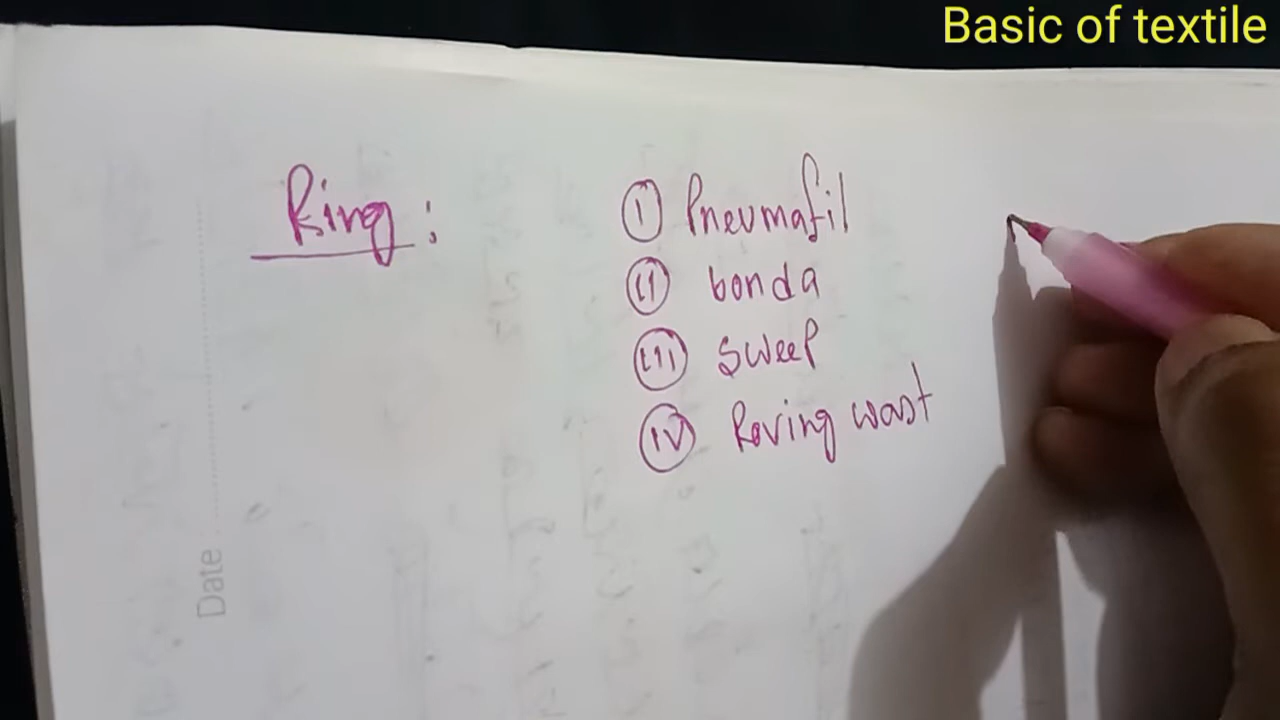 Basic of textile
Ring :
(i) Pneumafil
(ii) bonda
(iii) sweep
(iv) Roving wast
Date